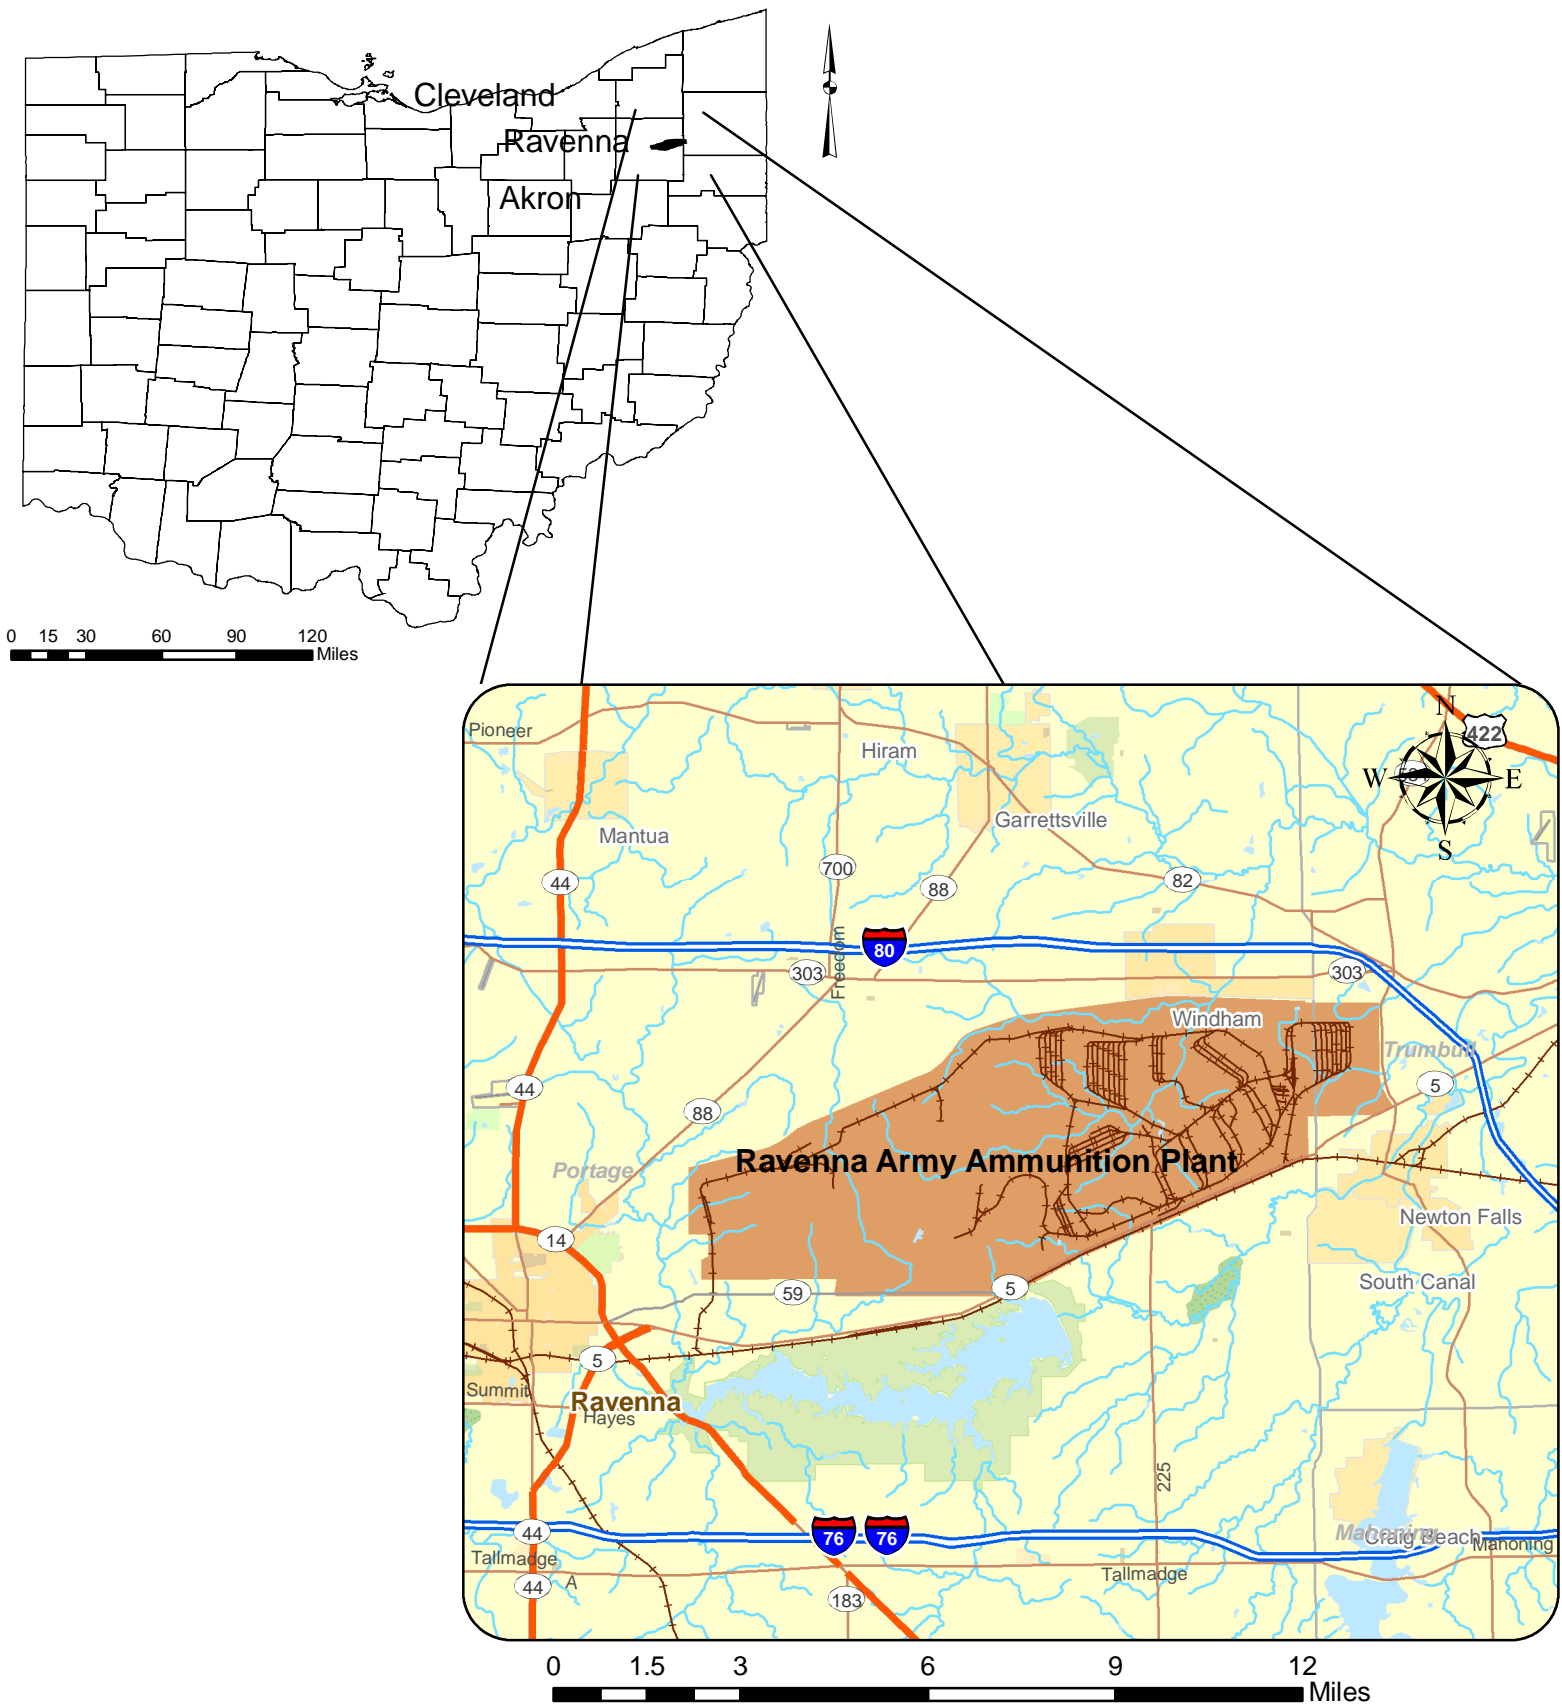 Cleveland
Ravenna
Akron
0 15 30 60 90 120
Miles
N
Pioneer
422
Hiram
W E
Garrettsville
Mantua
S
700
44
88
82
80
Freedom
303
303
Windham
Trumbull
44
5
88
Ravenna Army Ammunition Plant
Portage
Newton Falls
14
South Canal
59
5
5
Summit
Ravenna
Hayes
225
44
76 76
Mahoning
Craig Beach
Mahoning
Tallmadge
Tallmadge
44
A
183
0 1.5 3 6 9 12
Miles